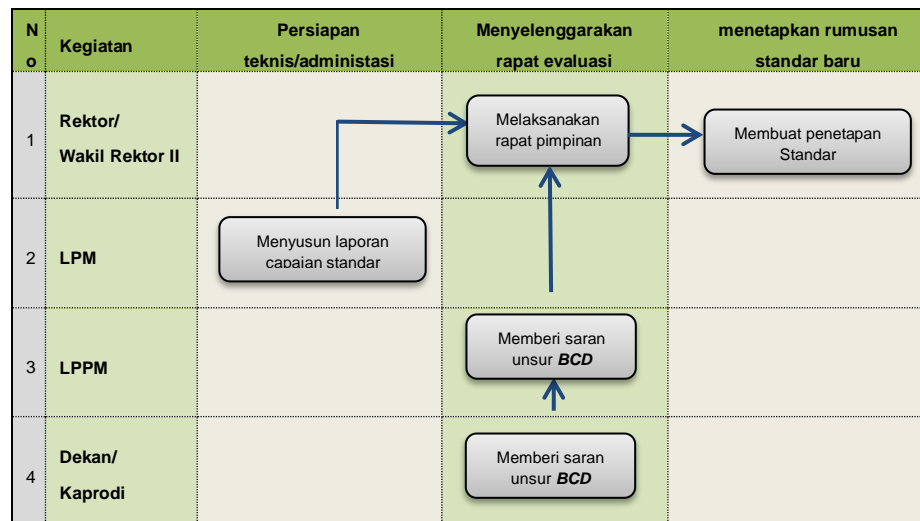 N
o
Kegiatan
Persiapan
teknis/administasi
Menyelenggarakan
rapat evaluasi
menetapkan rumusan
standar baru
1
Rektor/
Wakil Rektor II
Melaksanakan
rapat pimpinan
Membuat penetapan
Standar
2
LPM
Menyusun laporan
capaian standar
3
LPPM
Memberi saran
unsur BCD
4
Dekan/
Kaprodi
Memberi saran
unsur BCD